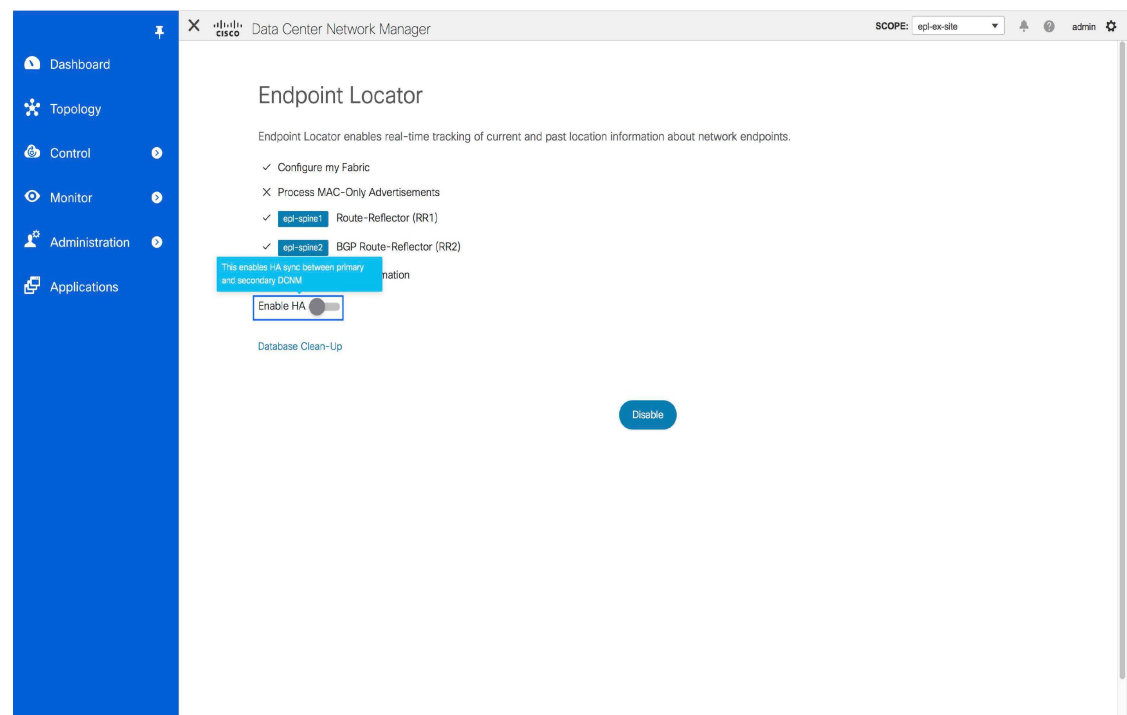 CISCO Data Center Network Manager
SCOPE: epl-ex-site
admin
Dashboard
Topology
Control
Monitor
Administration
Applications
Endpoint Locator
Endpoint Locator enables real-time tracking of current and past location information about network endpoints.
Configure my Fabric
Process MAC-Only Advertisements
epl-spine1 Route-Reflector (RR1)
epl-spine2 BGP Route-Reflector (RR2)
This enables HA sync between primary
and secondary DCNM
mation
Enable HA
Database Clean-Up
Disable